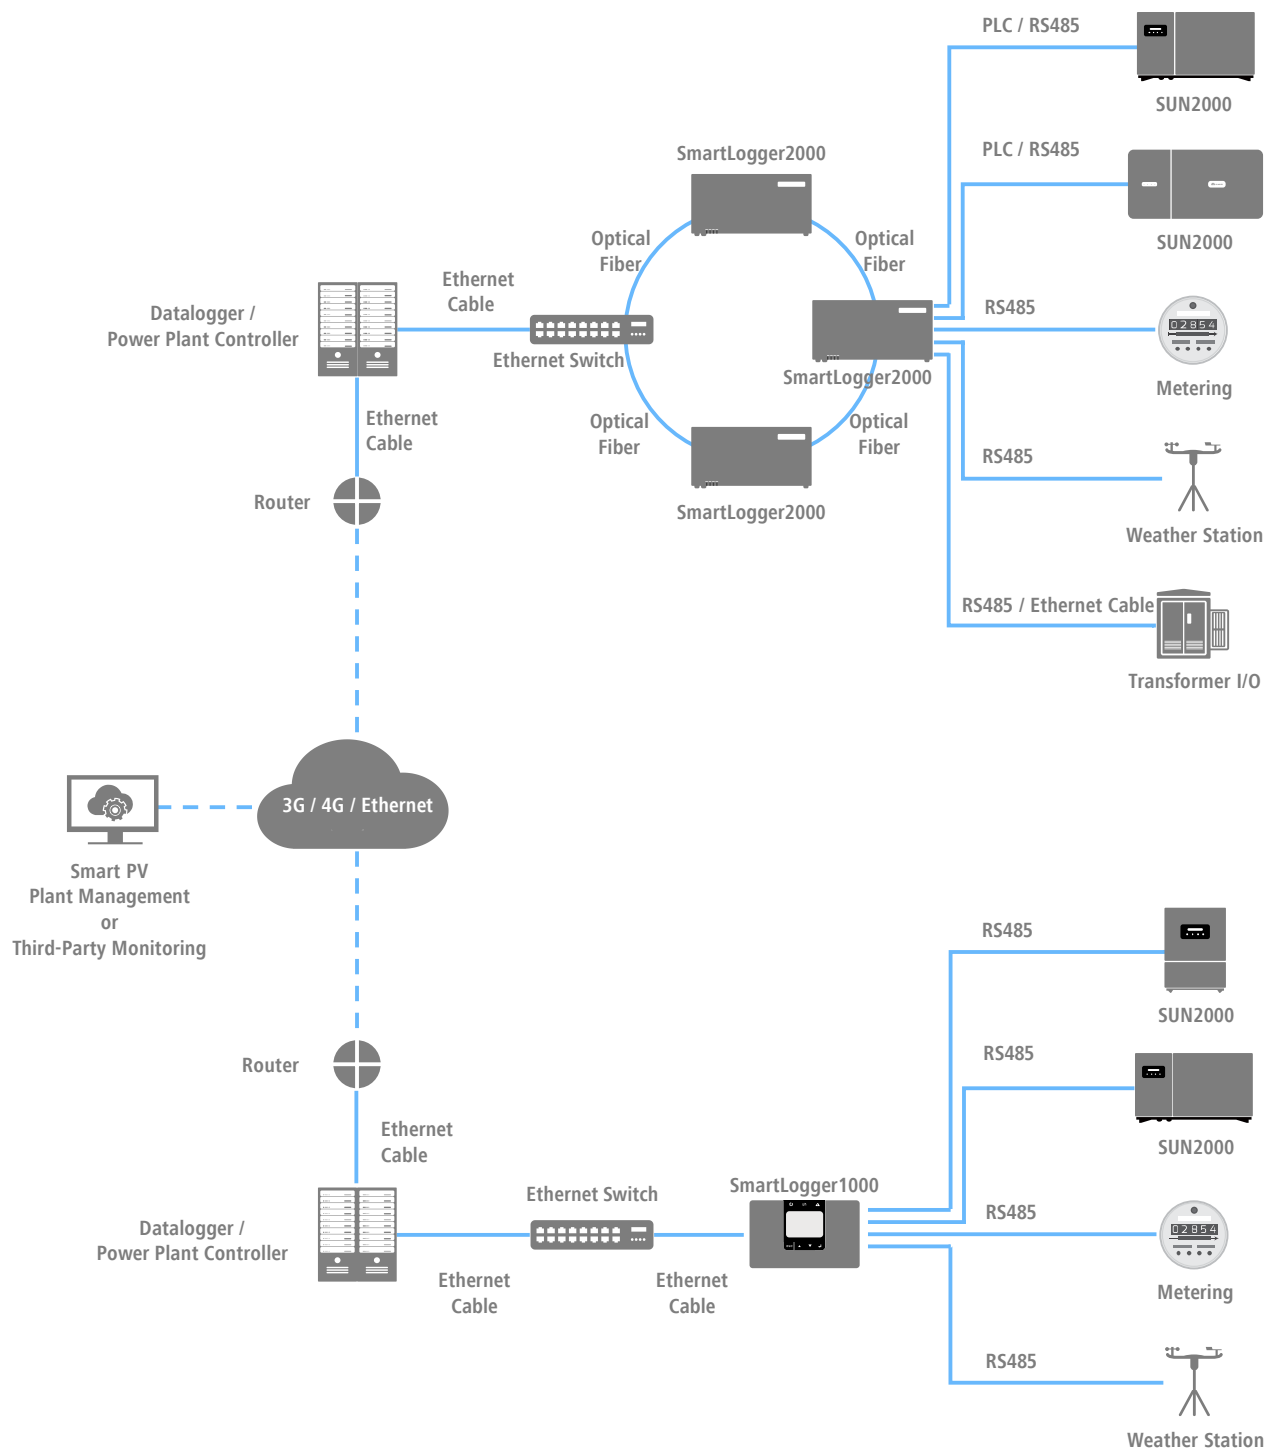 PLC / RS485
SUN2000
SmartLogger2000
PLC / RS485
SUN2000
Optical
Fiber
Optical
Fiber
Ethernet
Cable
Datalogger /
Power Plant Controller
Ethernet Switch
SmartLogger2000
RS485
02854
Metering
Ethernet
Cable
Optical
Fiber
Optical
Fiber
RS485
Router
SmartLogger2000
Weather Station
RS485 / Ethernet Cable
Transformer I/O
3G / 4G / Ethernet
Smart PV
Plant Management
or
Third-Party Monitoring
RS485
SUN2000
Router
RS485
SUN2000
Ethernet
Cable
Datalogger /
Power Plant Controller
Ethernet Switch
SmartLogger1000
RS485
02854
Metering
Ethernet
Cable
Ethernet
Cable
RS485
Weather Station